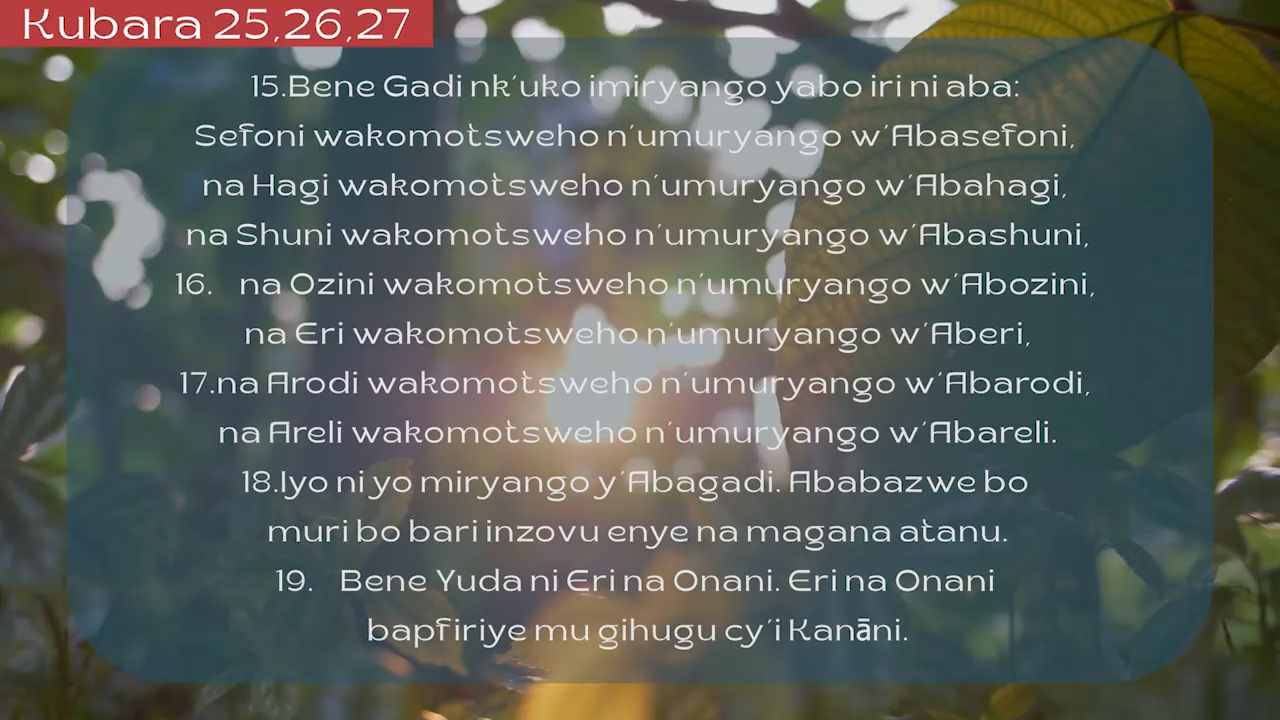 Kubara 25,26,27
15.Bene Gadi nk'uko imiryango yabo iri ni aba:
Sefoni wakomotsweho n'umuryango w'Abasefoni,
na Hagi wakomotsweho n'umuryango w'Abahagi,
na Shuni wakomotsweho n'umuryango w'Abashuni,
16. na Ozini wakomotsweho n'umuryango w'Abozini,
na Eri wakomotsweho n'umuryango w'Aberi,
17.na Arodi wakomotsweho n'umuryango w'Abarodi,
na Areli wakomotsweho n'umuryango w'Abareli.
18.Iyo ni yo miryango y'Abagadi. Ababazwe bo
muri bo bari inzovu enye na magana atanu.
19. Bene Yuda ni Eri na Onani. Eri na Onani
bapfiriye mu gihugu cy'i Kanāni.